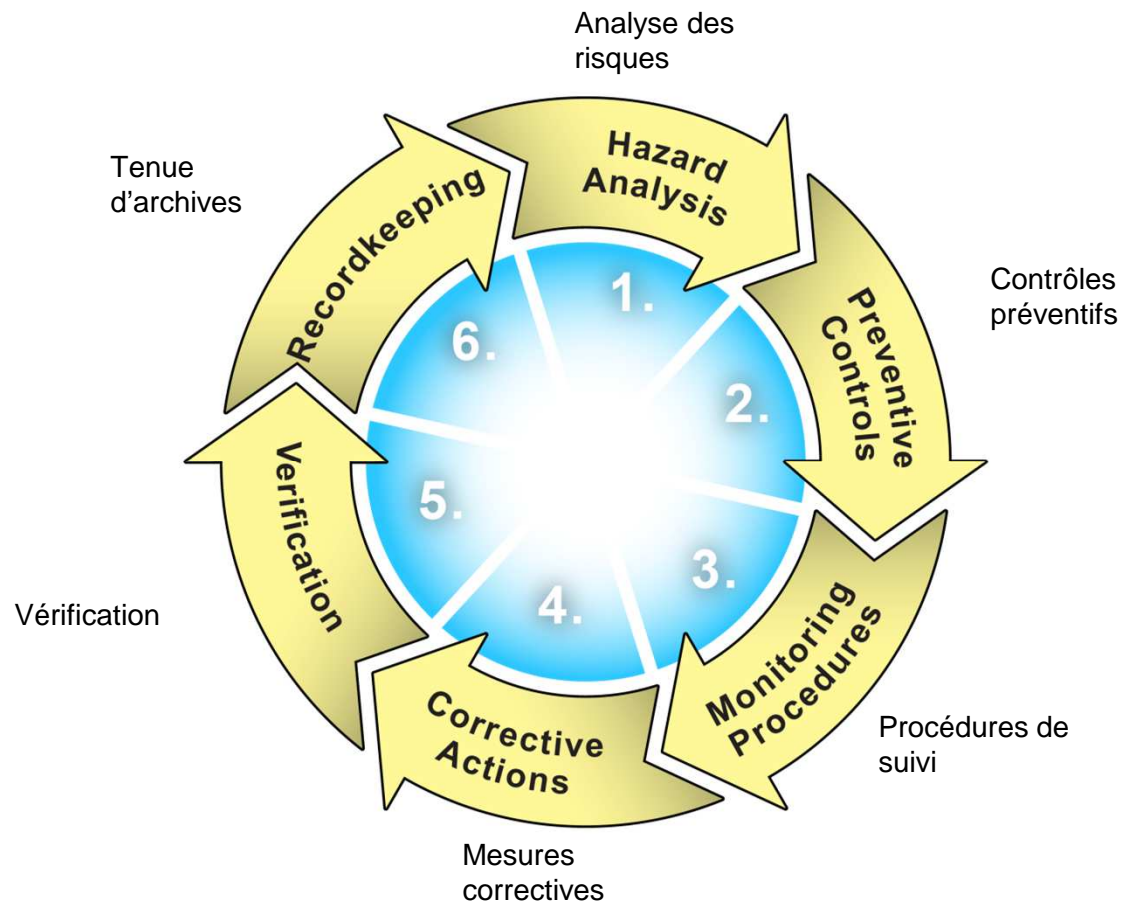 Analyse des
risques
Hazard
Analysis
1.
Contrôles
préventifs
Preventive
Controls
2.
Procédures de
suivi
Monitoring
Procedures
3.
Mesures
correctives
Corrective
Actions
4.
Vérification
Verification
5.
Tenue
d’archives
Recordkeeping
6.